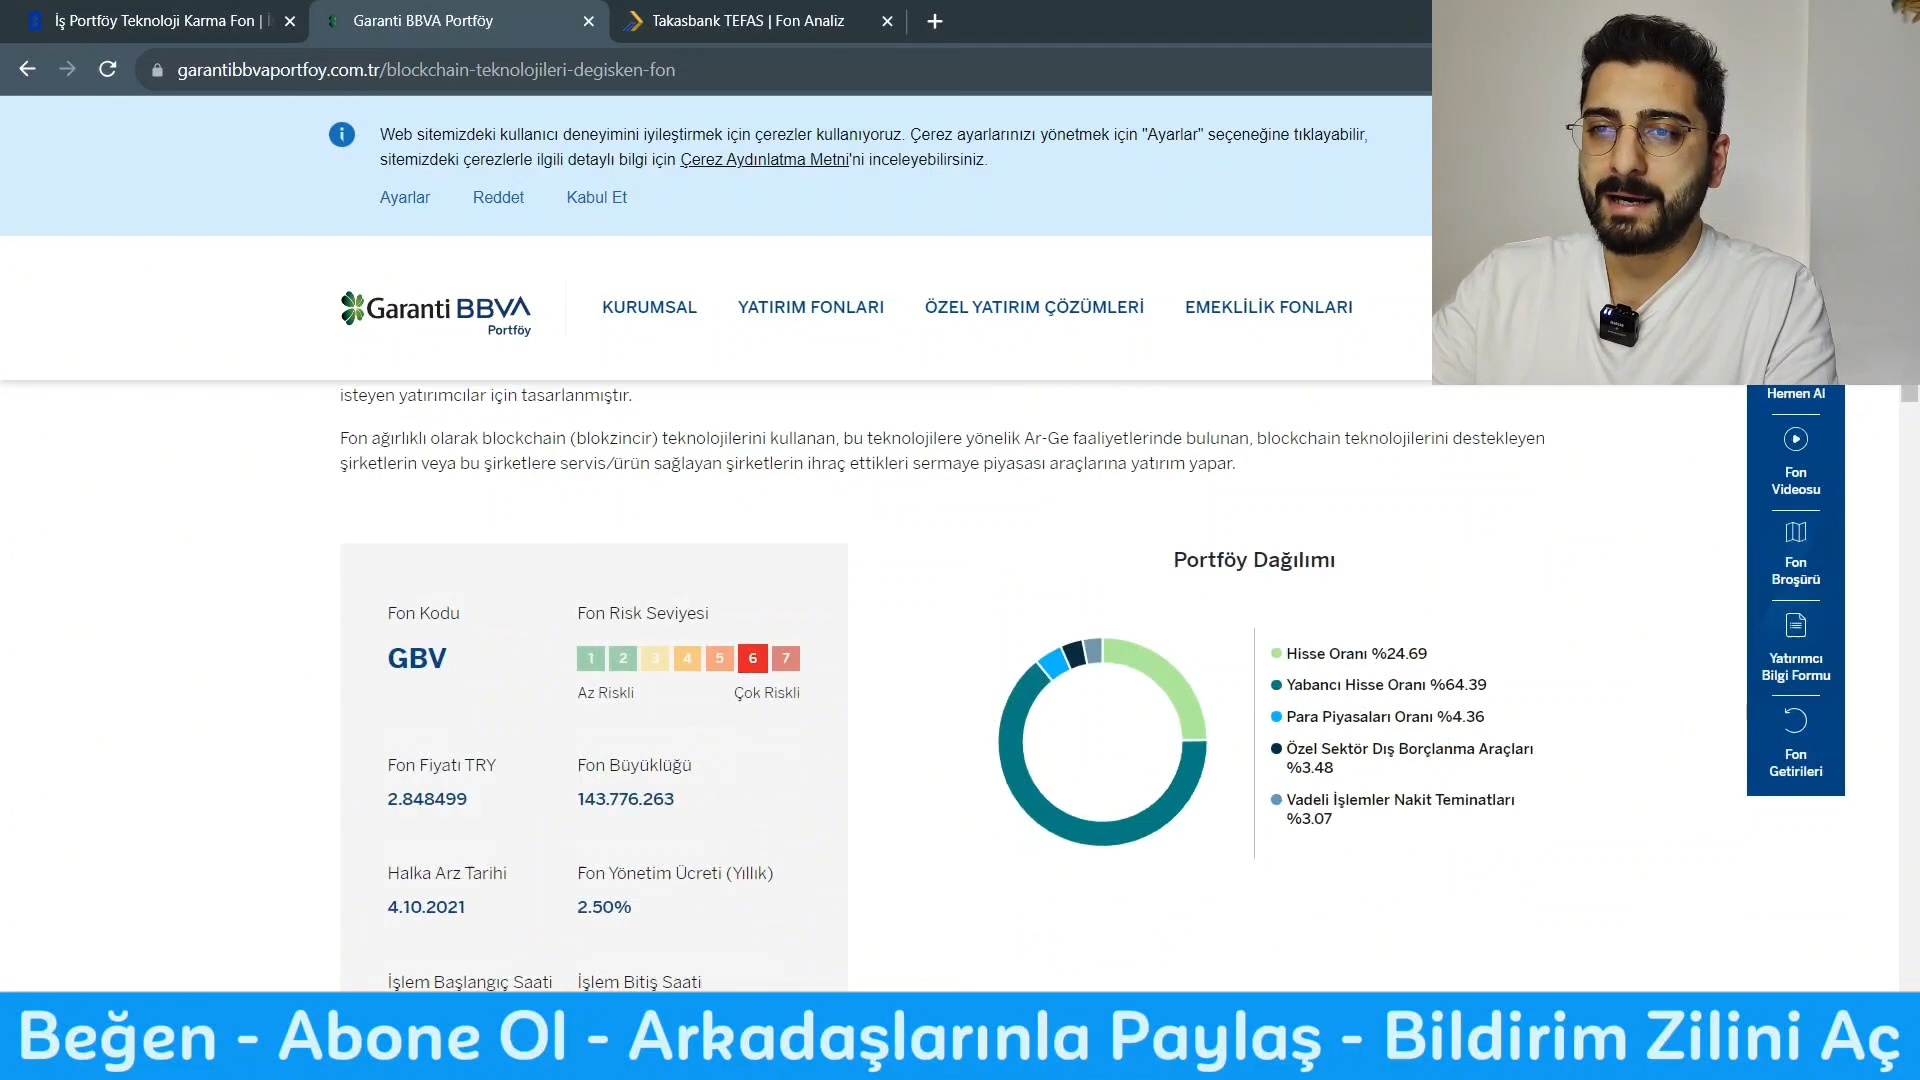 İş Portföy Teknoloji Karma Fon | İ
Garanti BBVA Portföy
Takasbank TEFAS | Fon Analiz
garantibbvaportfoy.com.tr/blockchain-teknolojileri-degisken-fon
Web sitemizdeki kullanıcı deneyimini iyileştirmek için çerezler kullanıyoruz. Çerez ayarlarınızı yönetmek için "Ayarlar" seçeneğine tıklayabilir,
sitemizdeki çerezlerle ilgili detaylı bilgi için Çerez Aydınlatma Metni'ni inceleyebilirsiniz.
Ayarlar Reddet Kabul Et
Garanti BBVA
Portföy
KURUMSAL YATIRIM FONLARI ÖZEL YATIRIM ÇÖZÜMLERİ EMEKLİLİK FONLARI
isteyen yatırımcılar için tasarlanmıştır.
Fon ağırlıklı olarak blockchain (blokzincir) teknolojilerini kullanan, bu teknolojilere yönelik Ar-Ge faaliyetlerinde bulunan, blockchain teknolojilerini destekleyen
şirketlerin veya bu şirketlere servis/ürün sağlayan şirketlerin ihraç ettikleri sermaye piyasası araçlarına yatırım yapar.
Fon Kodu
GBV
Fon Risk Seviyesi
1 2 3 4 5 6 7
Az Riskli Çok Riskli
Fon Fiyatı TRY
2.848499
Fon Büyüklüğü
143.776.263
Halka Arz Tarihi
4.10.2021
Fon Yönetim Ücreti (Yıllık)
2.50%
İşlem Başlangıç Saati
İşlem Bitiş Saati
Portföy Dağılımı
Hisse Oranı %24.69
Yabancı Hisse Oranı %64.39
Para Piyasaları Oranı %4.36
Özel Sektör Dış Borçlanma Araçları
%3.48
Vadeli İşlemler Nakit Teminatları
%3.07
Hemen Al
Fon
Videosu
Fon
Broşürü
Yatırımcı
Bilgi Formu
Fon
Getirileri
Beğen - Abone Ol - Arkadaşlarınla Paylaş - Bildirim Zilini Aç